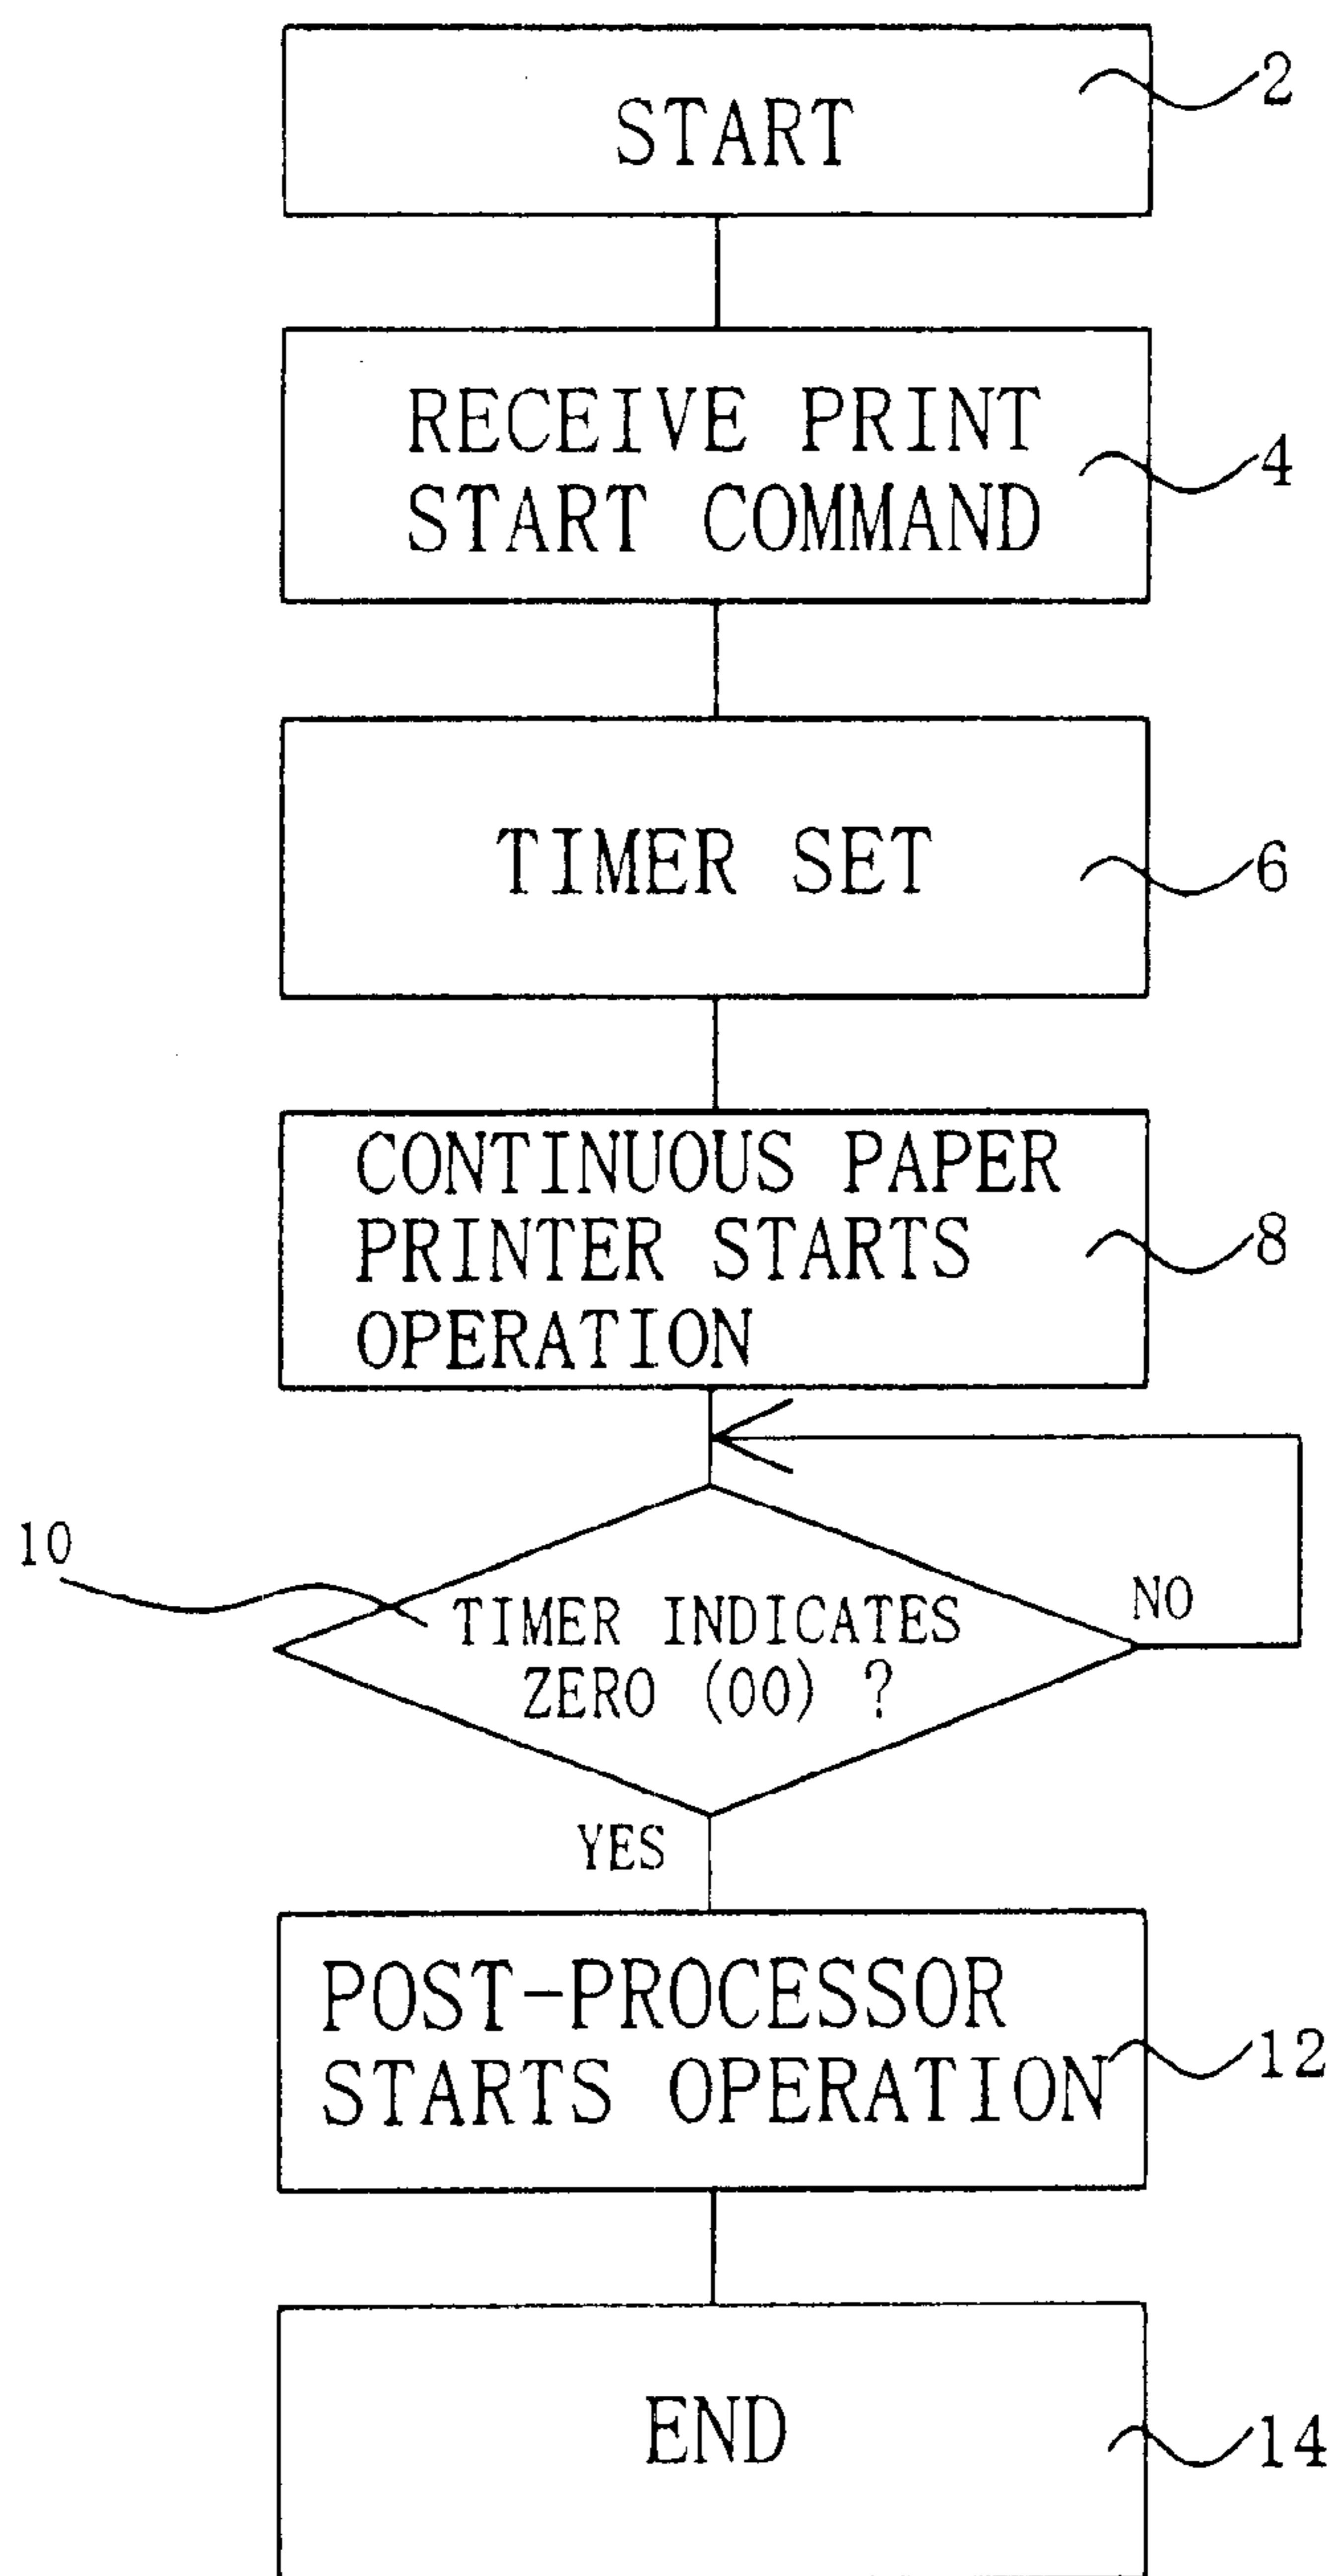 START
2
RECEIVE PRINT
START COMMAND
4
TIMER SET
6
CONTINUOUS PAPER
PRINTER STARTS
OPERATION
8
10
TIMER INDICATES
ZERO (00) ?
NO
YES
POST-PROCESSOR
STARTS OPERATION
12
END
14